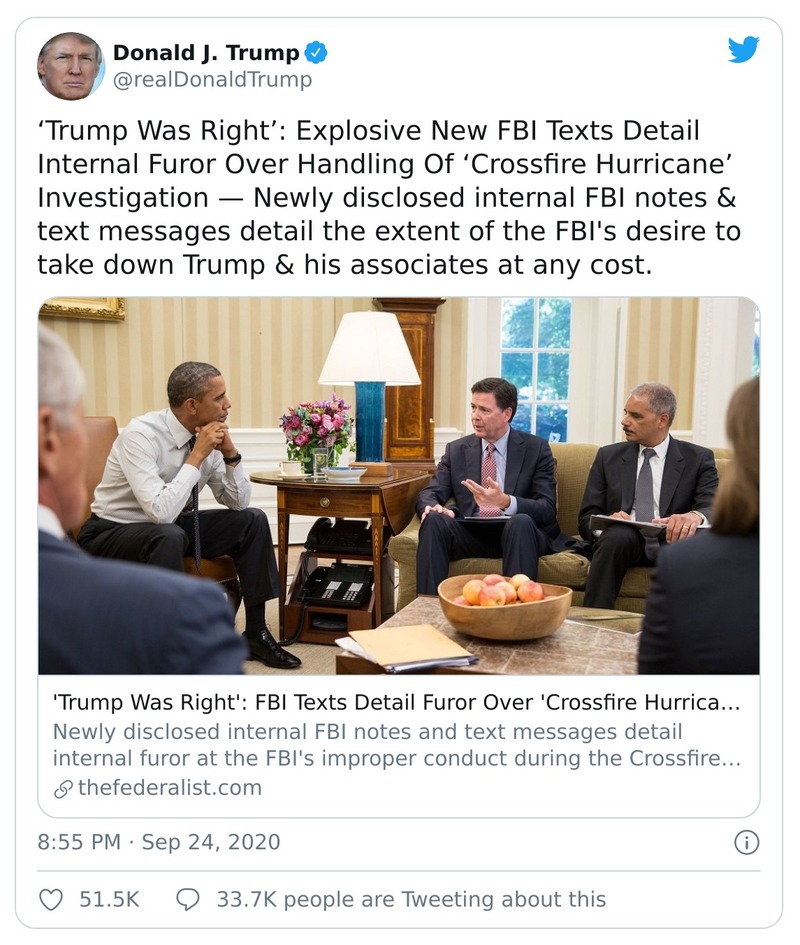 Donald J. Trump
@realDonaldTrump
‘Trump Was Right’: Explosive New FBI Texts Detail
Internal Furor Over Handling Of ‘Crossfire Hurricane’
Investigation — Newly disclosed internal FBI notes &
text messages detail the extent of the FBI's desire to
take down Trump & his associates at any cost.
'Trump Was Right': FBI Texts Detail Furor Over 'Crossfire Hurrica...
Newly disclosed internal FBI notes and text messages detail
internal furor at the FBI's improper conduct during the Crossfire...
thefederalist.com
8:55 PM · Sep 24, 2020
51.5K
33.7K people are Tweeting about this